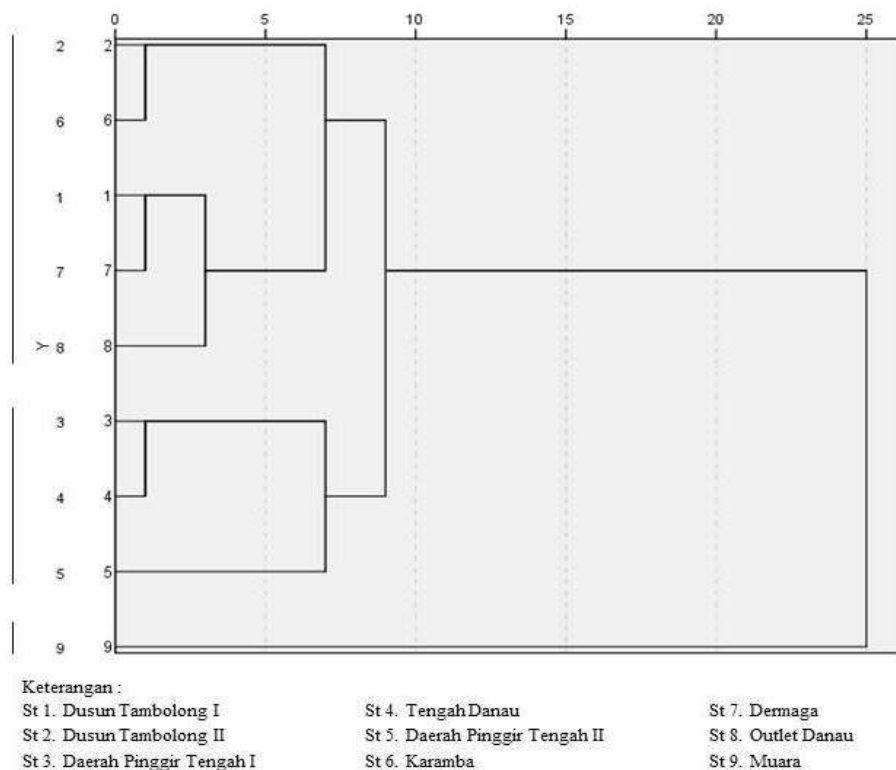 0 5 10 15 20 25
2 2
6 6
1 1
7 7
Y 8 8
3 3
4 4
5 5
9 9
Keterangan :
St 1. Dusun Tambolong I St 4. Tengah Danau St 7. Dermaga
St 2. Dusun Tambolong II St 5. Daerah Pinggir Tengah II St 8. Outlet Danau
St 3. Daerah Pinggir Tengah I St 6. Karamba St 9. Muara